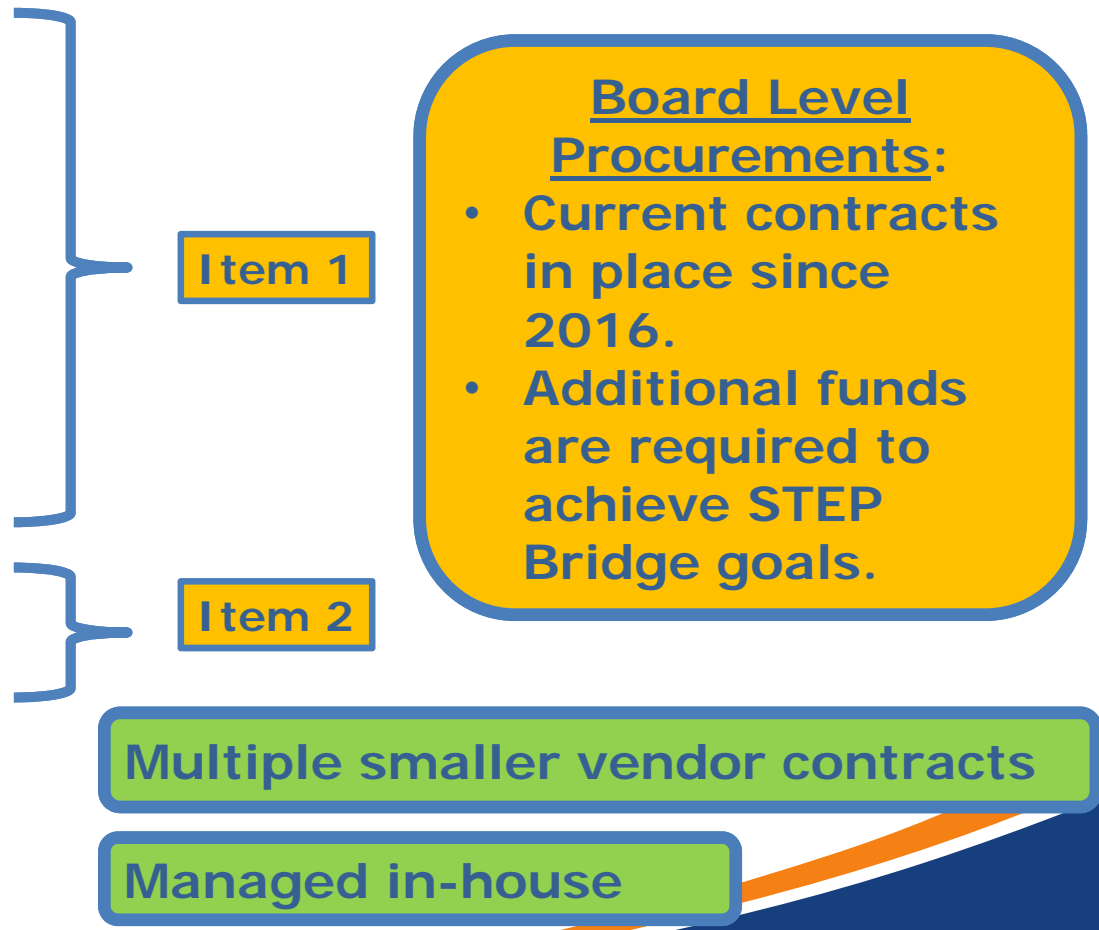 Board Level
Procurements:
• Current contracts
in place since
2016.
• Additional funds
are required to
achieve STEP
Bridge goals.
Item 1
Item 2
Multiple smaller vendor contracts
Managed in-house